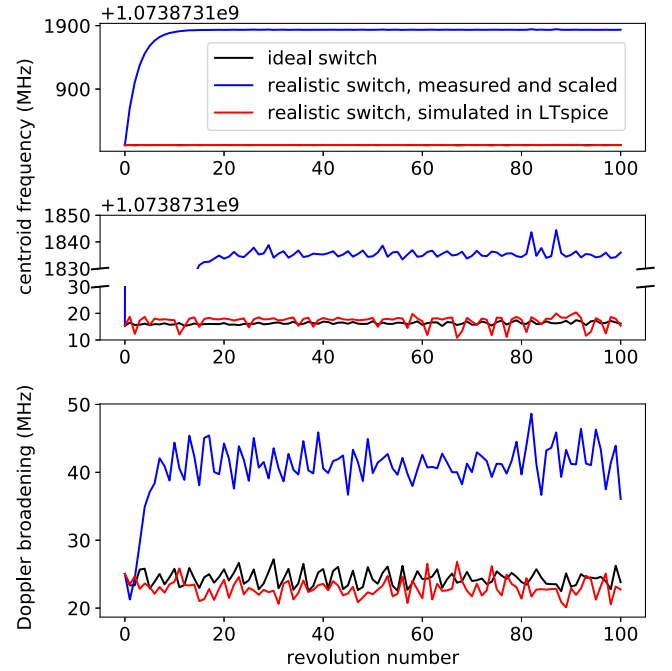 +1.0738731e9
1900
900
centroid frequency (MHz)
ideal switch
realistic switch, measured and scaled
realistic switch, simulated in LTspice
0 20 40 60 80 100
+1.0738731e9
1850
1840
1830
30
20
10
0 20 40 60 80 100
Doppler broadening (MHz)
50
40
30
20
0 20 40 60 80 100
revolution number